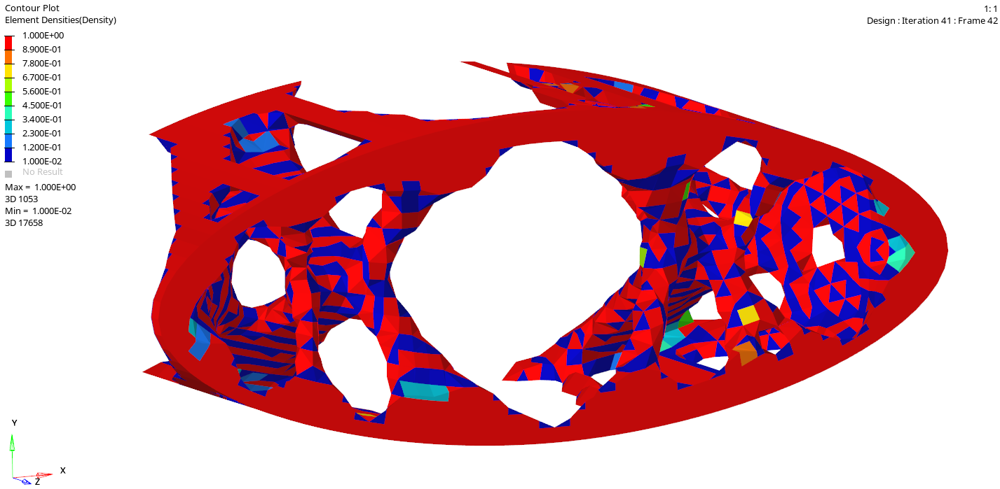 Contour Plot
Element Densities(Density)
1.000E+00
8.900E-01
7.800E-01
6.700E-01
5.600E-01
4.500E-01
3.400E-01
2.300E-01
1.200E-01
1.000E-02
No Result
Max = 1.000E+00
3D 1053
Min = 1.000E-02
3D 17658
1: 1
Design : Iteration 41 : Frame 42
Y
X
Z